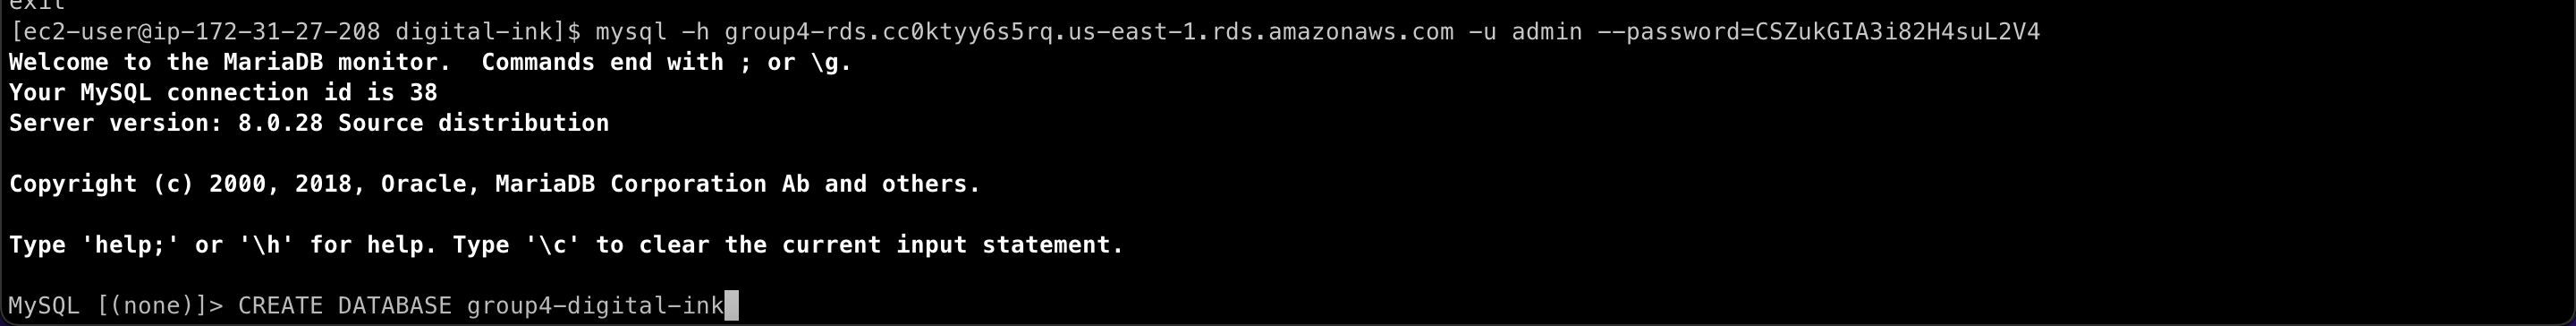 exit
[ec2-user@ip-172-31-27-208 digital-ink]$ mysql -h group4-rds.cc0ktyy6s5rq.us-east-1.rds.amazonaws.com -u admin --password=CSZukGIA3i82H4suL2V4
Welcome to the MariaDB monitor.  Commands end with ; or \g.
Your MySQL connection id is 38
Server version: 8.0.28 Source distribution
Copyright (c) 2000, 2018, Oracle, MariaDB Corporation Ab and others.
Type 'help;' or '\h' for help. Type '\c' to clear the current input statement.
MySQL [(none)]> CREATE DATABASE group4-digital-ink